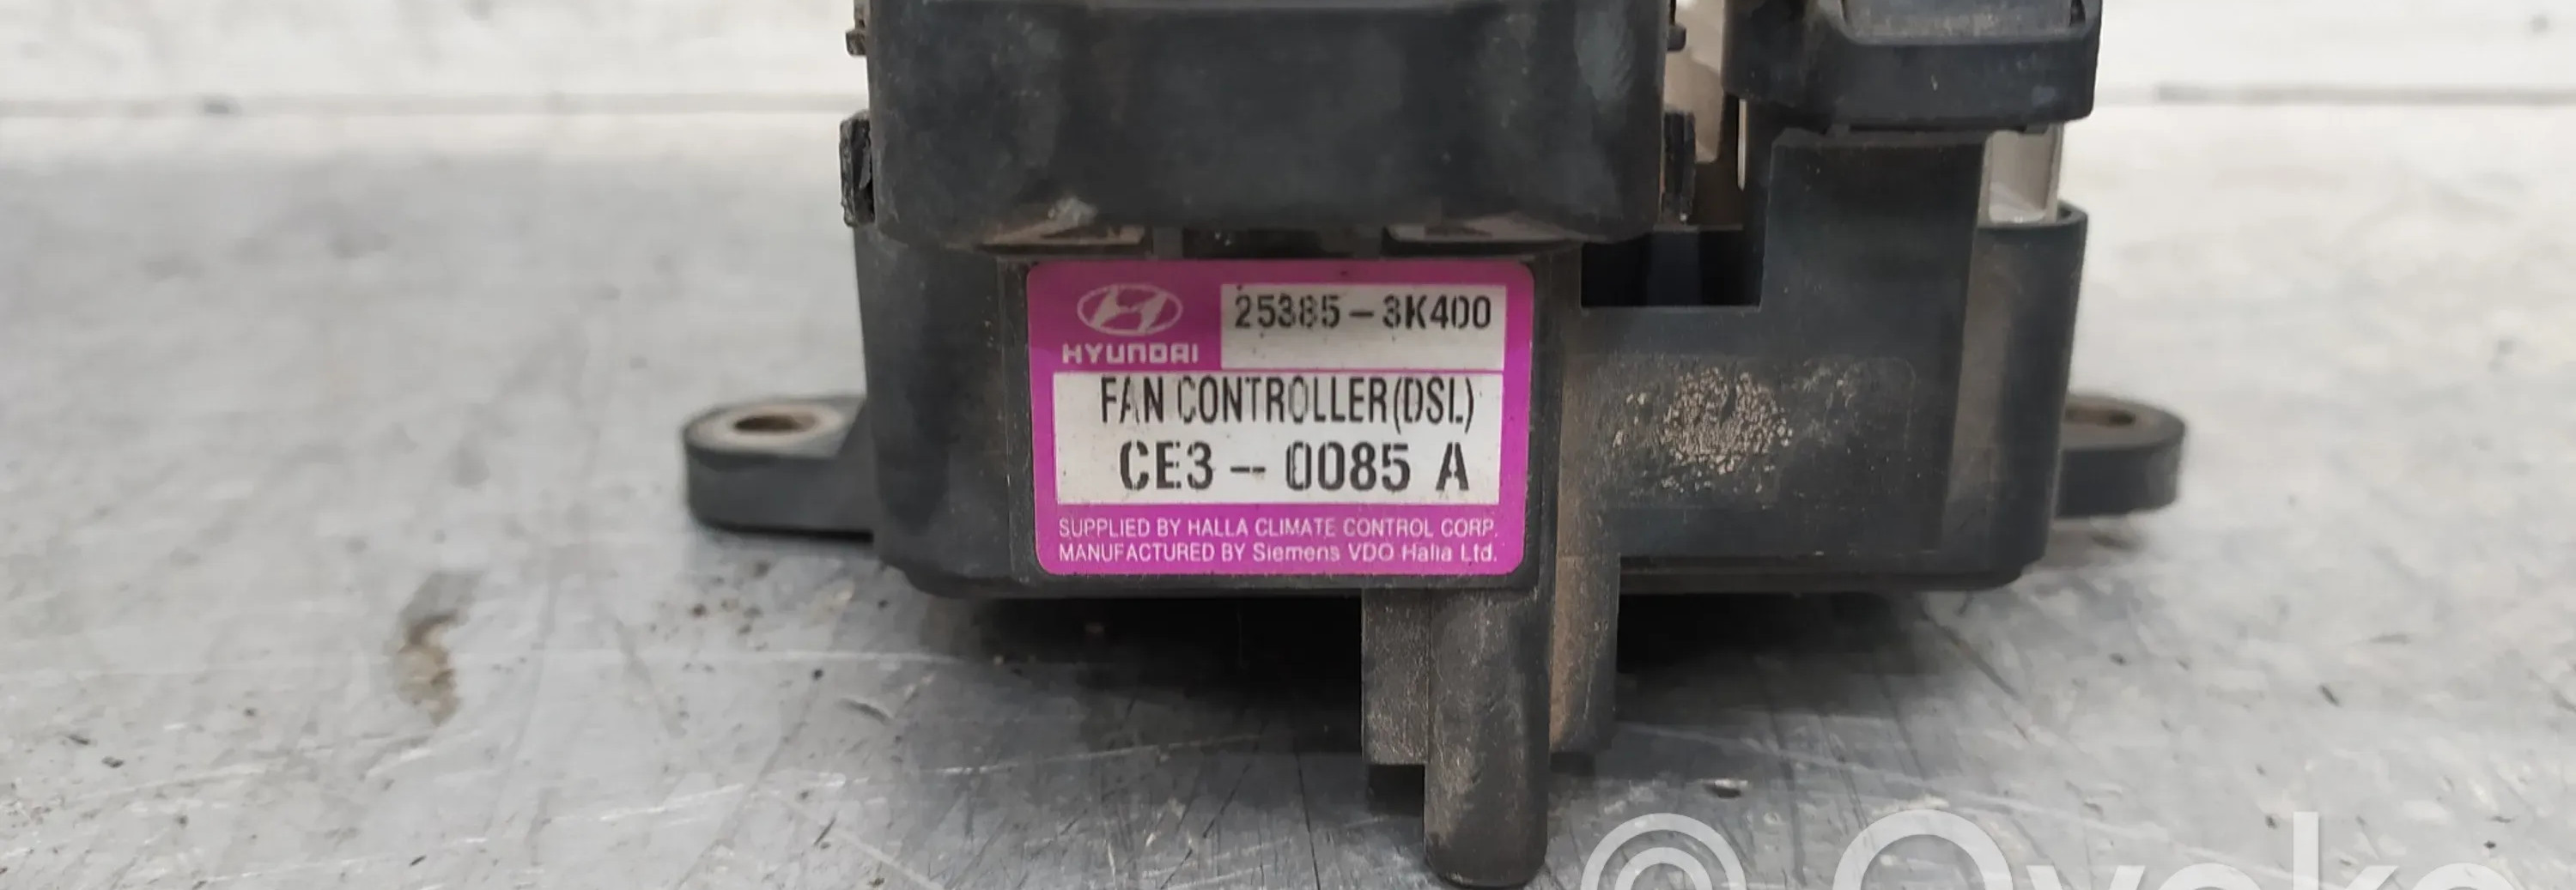 25385-3K400
HYUNDAI
FAN CONTROLLER(DSL)
CE3-0085 A
SUPPLIED BY HALLA CLIMATE CONTROL CORP.
MANUFACTURED BY Siemens VDO Halla Ltd.